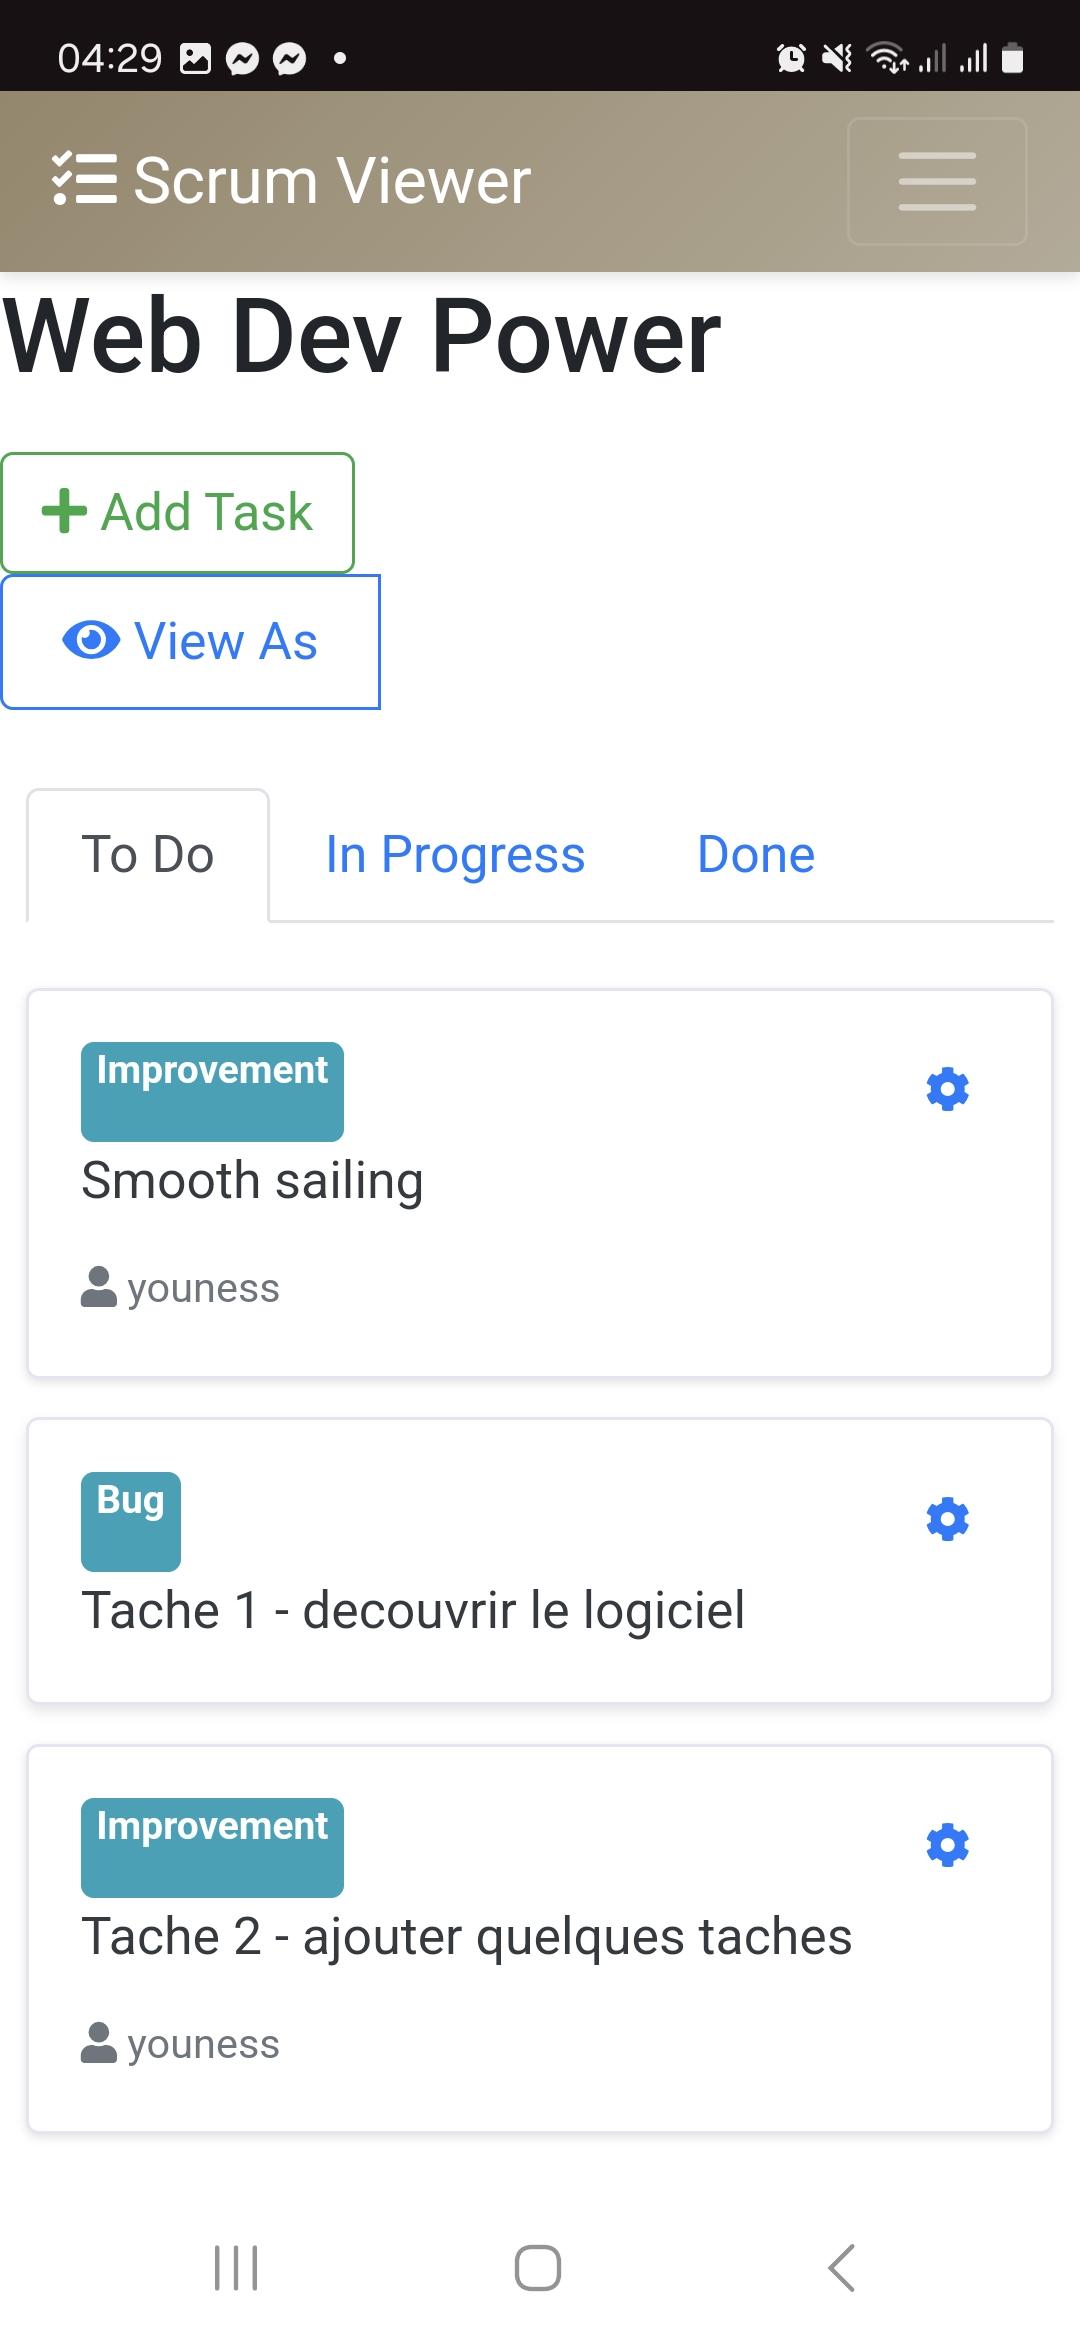 04:29
Scrum Viewer
Web Dev Power
Add Task
View As
To Do In Progress Done
Improvement
Smooth sailing
youness
Bug
Tache 1 - decouvrir le logiciel
Improvement
Tache 2 - ajouter quelques taches
youness